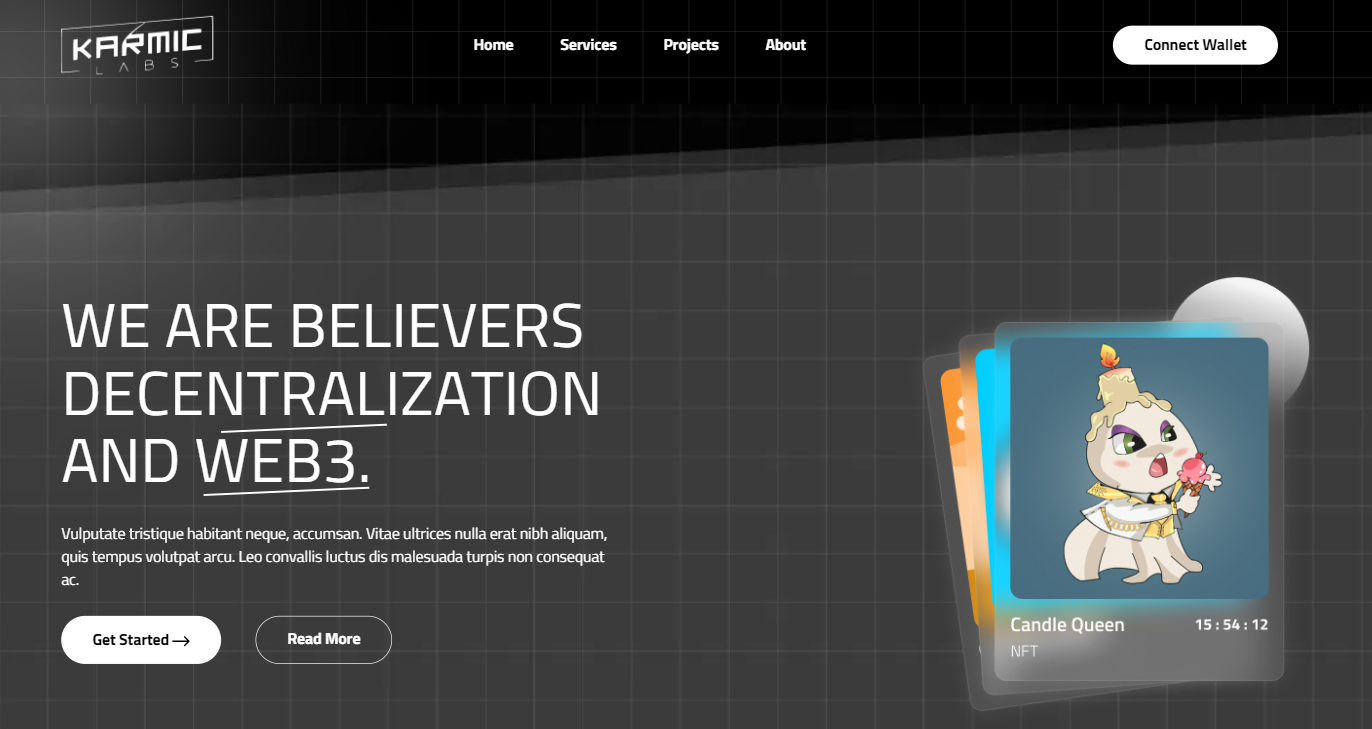 KARMIC
LABS
Home
Services
Projects
About
Connect Wallet
WE ARE BELIEVERS
DECENTRALIZATION
AND WEB3.
Vulputate tristique habitant neque, accumsan. Vitae ultrices nulla erat nibh aliquam,
quis tempus volutpat arcu. Leo convallis luctus dis malesuada turpis non consequat
ac.
Get Started →
Read More
Candle Queen
15 : 54 : 12
NFT